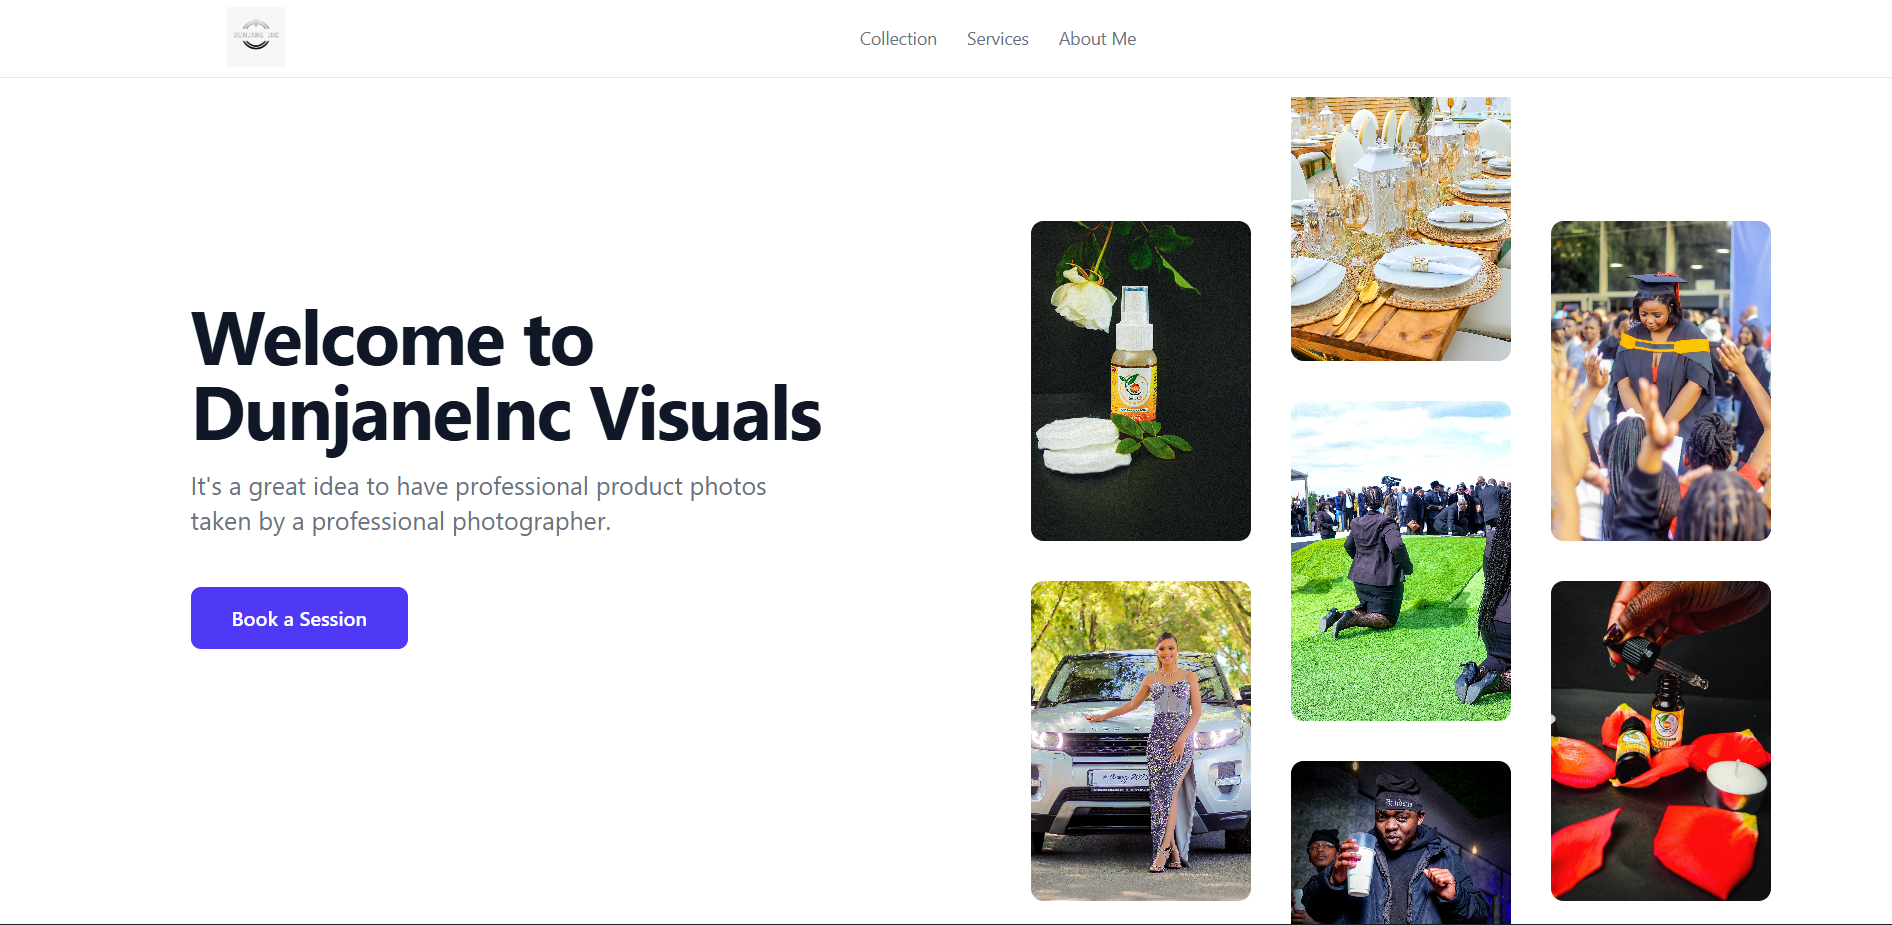 DUNJANE INC
Collection Services About Me
Welcome to
DunjaneInc Visuals
It's a great idea to have professional product photos
taken by a professional photographer.
Book a Session